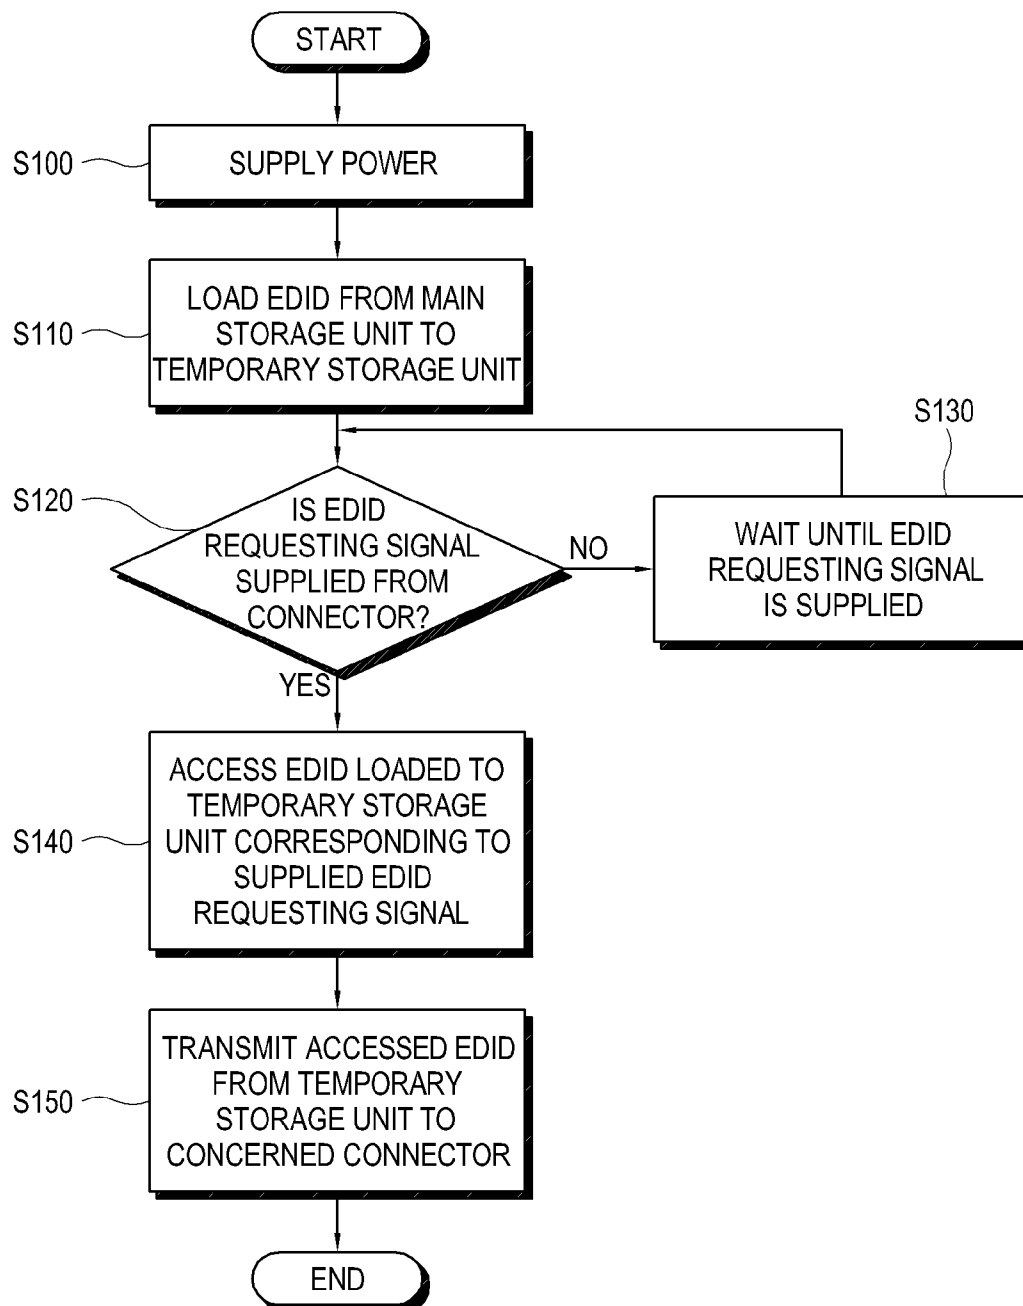 START
S100
SUPPLY POWER
S110
LOAD EDID FROM MAIN
STORAGE UNIT TO
TEMPORARY STORAGE UNIT
S120
IS EDID
REQUESTING SIGNAL
SUPPLIED FROM
CONNECTOR?
NO
S130
WAIT UNTIL EDID
REQUESTING SIGNAL
IS SUPPLIED
YES
S140
ACCESS EDID LOADED TO
TEMPORARY STORAGE
UNIT CORRESPONDING TO
SUPPLIED EDID
REQUESTING SIGNAL
S150
TRANSMIT ACCESSED EDID
FROM TEMPORARY
STORAGE UNIT TO
CONCERNED CONNECTOR
END